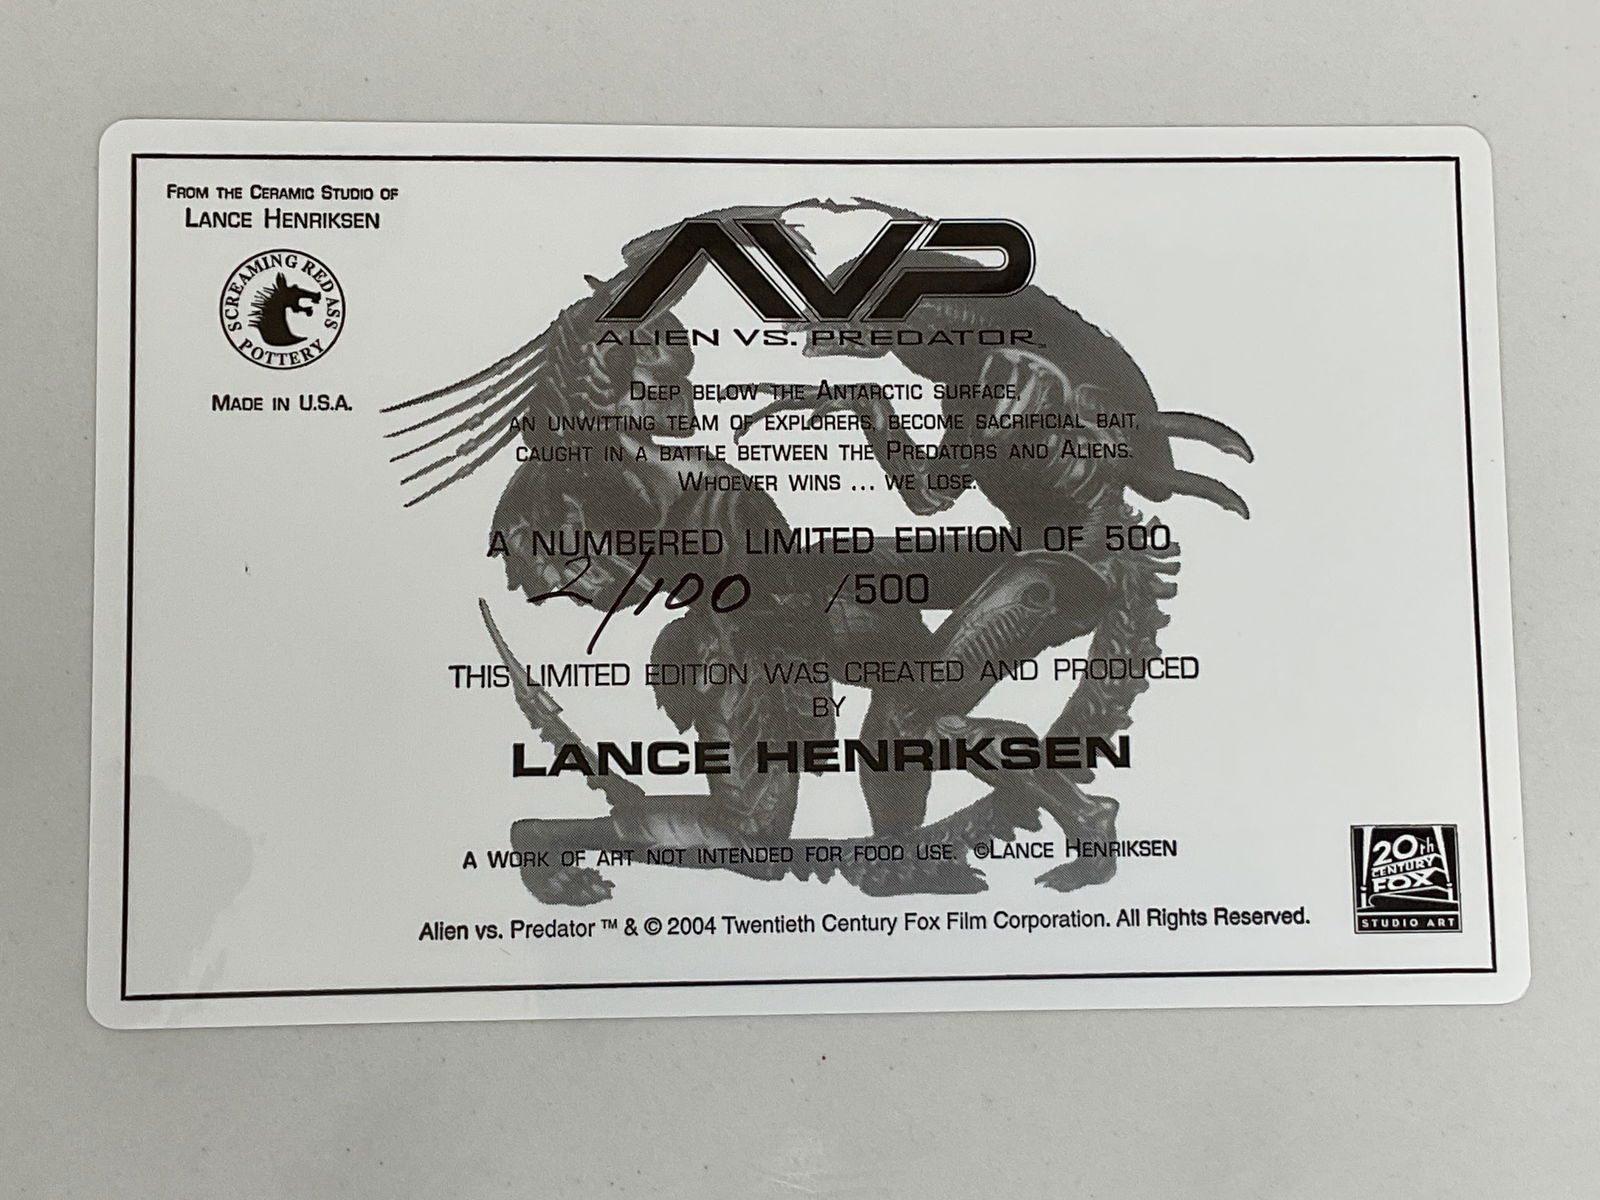 FROM THE CERAMIC STUDIO OF
LANCE HENRIKSEN
SCREAMING RED ASS
POTTERY
MADE IN U.S.A.
AVP
ALIEN VS. PREDATOR™
DEEP BELOW THE ANTARCTIC SURFACE,
AN UNWITTING TEAM OF EXPLORERS, BECOME SACRIFICIAL BAIT,
CAUGHT IN A BATTLE BETWEEN THE PREDATORS AND ALIENS.
WHOEVER WINS ... WE LOSE.
A NUMBERED LIMITED EDITION OF 500
2/100 /500
THIS LIMITED EDITION WAS CREATED AND PRODUCED
BY
LANCE HENRIKSEN
A WORK OF ART NOT INTENDED FOR FOOD USE. ©LANCE HENRIKSEN
Alien vs. Predator ™ & © 2004 Twentieth Century Fox Film Corporation. All Rights Reserved.
20th
CENTURY
FOX
STUDIO ART